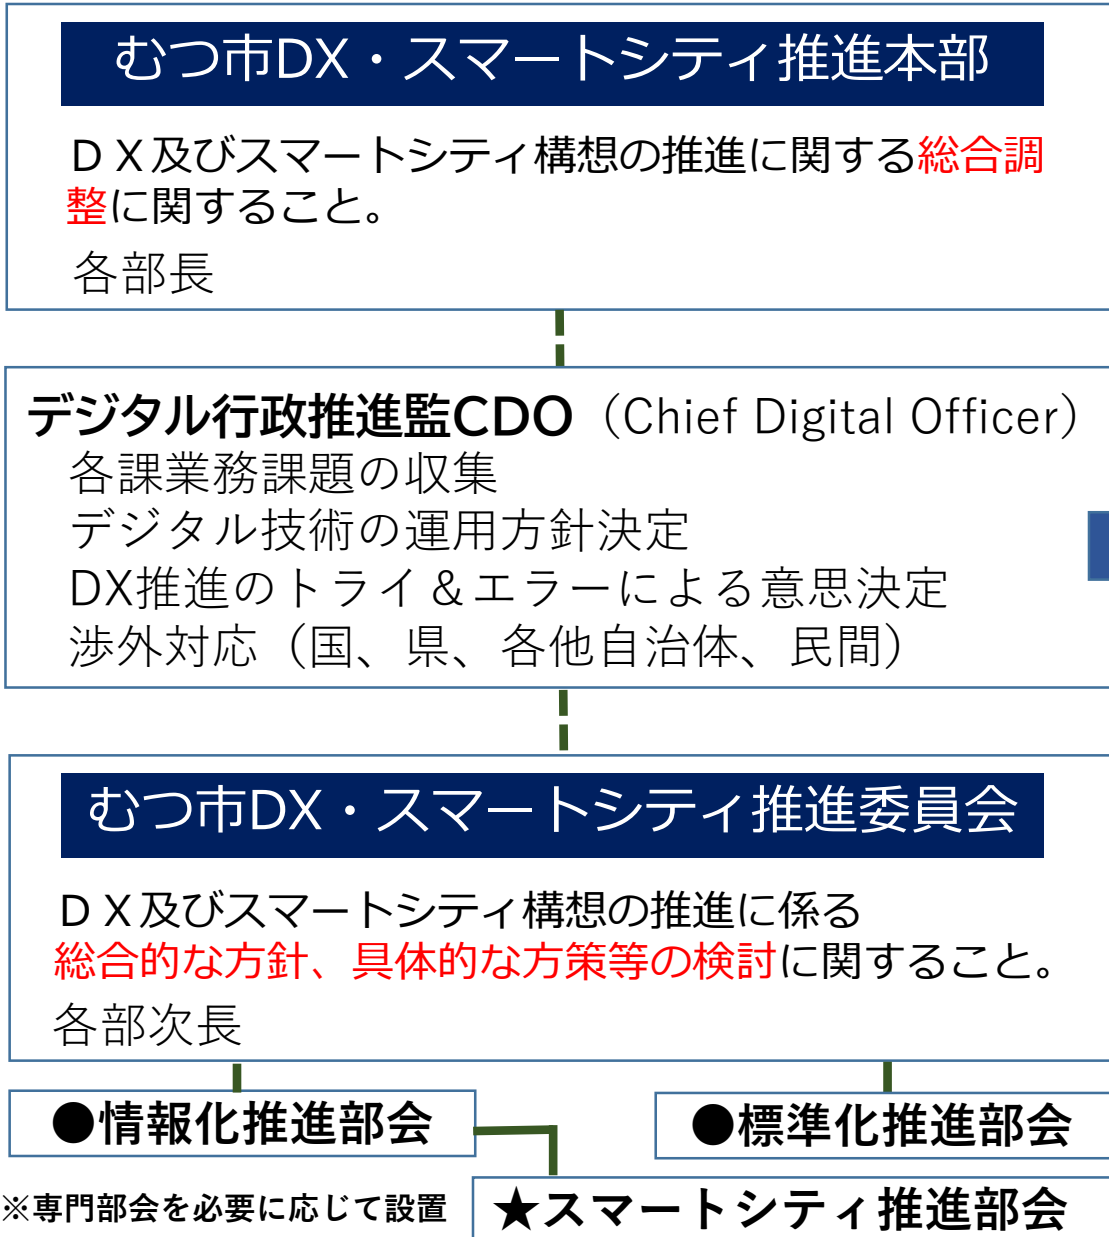 むつ市DX・スマートシティ推進本部
ＤＸ及びスマートシティ構想の推進に関する総合調
整に関すること。
各部長
デジタル行政推進監CDO（Chief Digital Officer）
各課業務課題の収集
デジタル技術の運用方針決定
DX推進のトライ＆エラーによる意思決定
渉外対応（国、県、各他自治体、民間）
むつ市DX・スマートシティ推進委員会
ＤＸ及びスマートシティ構想の推進に係る
総合的な方針、具体的な方策等の検討に関すること。
各部次長
●情報化推進部会
●標準化推進部会
※専門部会を必要に応じて設置
★スマートシティ推進部会